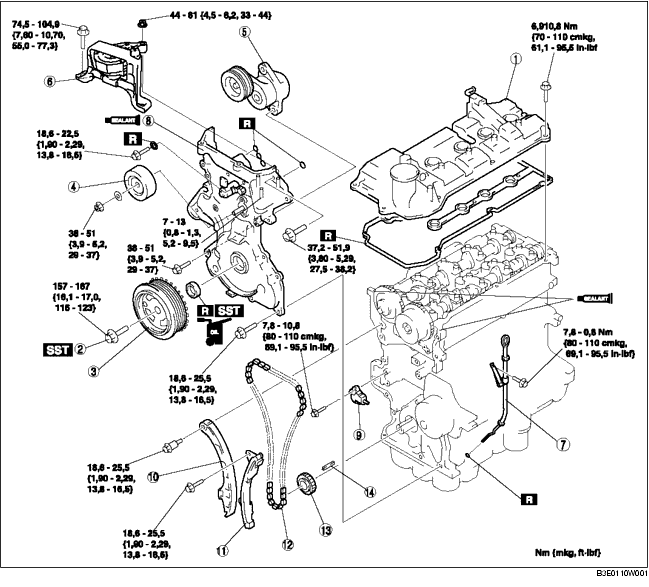 74,5 - 104,9
{7,60 - 10,70,
55,0 - 77,3}
44 - 61 {4,5 - 6,2, 33 - 44}
5
6
1
6,910,8 Nm
{70 - 110 cmkg,
61,1 - 95,5 in-lbf
SEALANT
8
18,6 - 22,5
{1,90 - 2,29,
13,8 - 16,5}
R
R
4
38 - 51
{3,9 - 5,2,
29 - 37}
7 - 13
{0,8 - 1,3,
5,2 - 9,5}
38 - 51
{3,9 - 5,2,
29 - 37}
R
37,2 - 51,9
{3,80 - 5,29,
27,5 - 38,2}
157 - 167
{16,1 - 17,0,
116 - 123}
SST
2
3
R
SST
OIL
SEALANT
7,8 - 10,8
{80 - 110 cmkg,
69,1 - 95,5 in-lbf}
7,8 - 0,8 Nm
{80 - 110 cmkg,
69,1 - 95,5 in-lbf}
18,6 - 25,5
{1,90 - 2,29,
13,8 - 16,5}
9
7
18,6 - 25,5
{1,90 - 2,29,
13,8 - 16,5}
10
14
R
13
12
11
18,6 - 25,5
{1,90 - 2,29,
13,8 - 18,6}
Nm {mkg, ft-lbf}
B3E0110W001